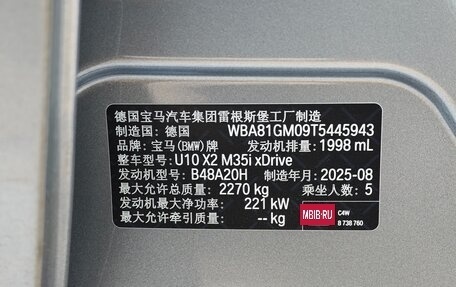 德国宝马汽车集团雷根斯堡工厂制造
制造国：德国 WBA81GM09T5445943
品牌：宝马(BMW)牌 发动机排量：1998 mL
整车型号：U10 X2 M35i xDrive
发动机型号：B48A20H 制造年月：2025-08
最大允许总质量：2270 kg 乘坐人数：5
发动机最大净功率：221 kW
最大允许牵引质量：-- kg
MBIB.RU
C4W
8 738 760